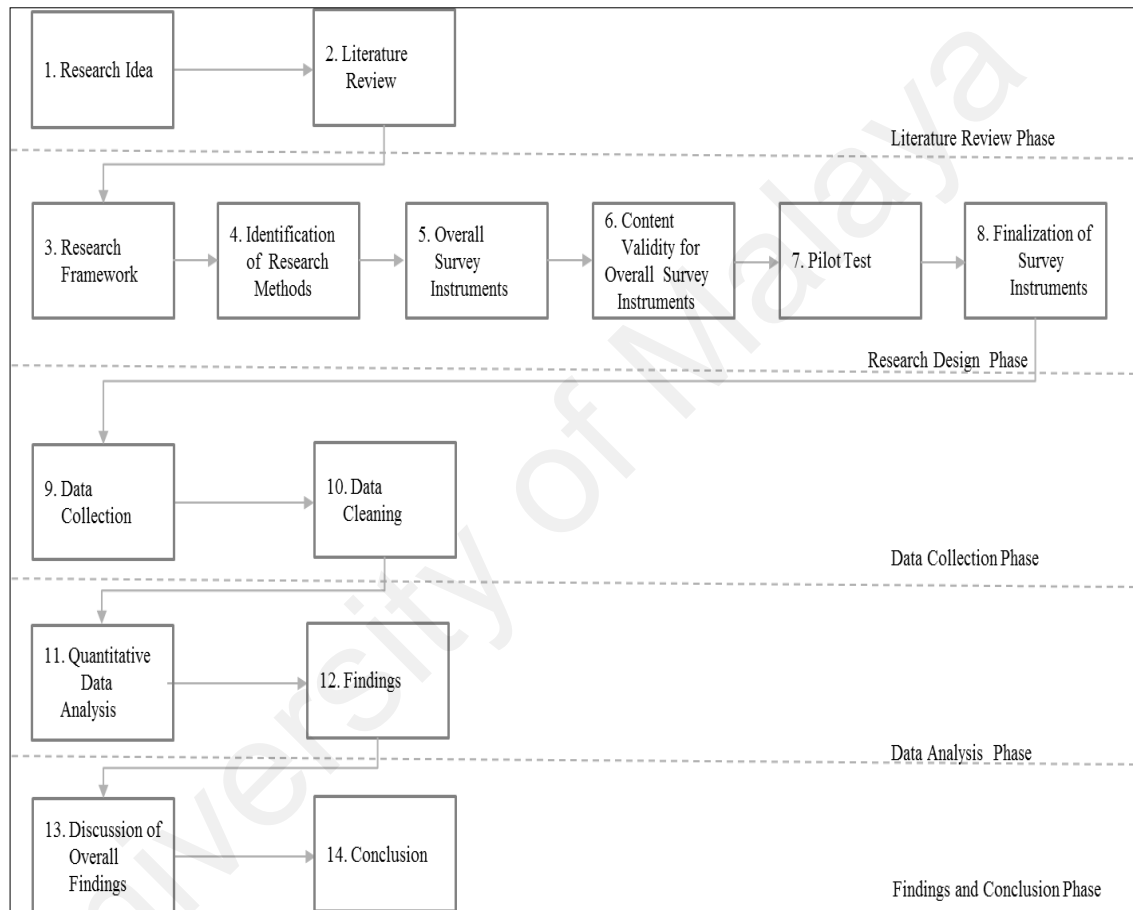 1. Research Idea
2. Literature
Review
Literature Review Phase
3. Research
Framework
4. Identification
of Research
Methods
5. Overall
Survey
Instruments
6. Content
Validity for
Overall Survey
Instruments
7. Pilot Test
8. Finalization of
Survey
Instruments
Research Design Phase
9. Data
Collection
10. Data
Cleaning
Data Collection Phase
11. Quantitative
Data
Analysis
12. Findings
Data Analysis Phase
13. Discussion of
Overall
Findings
14. Conclusion
Findings and Conclusion Phase
University of Malaya